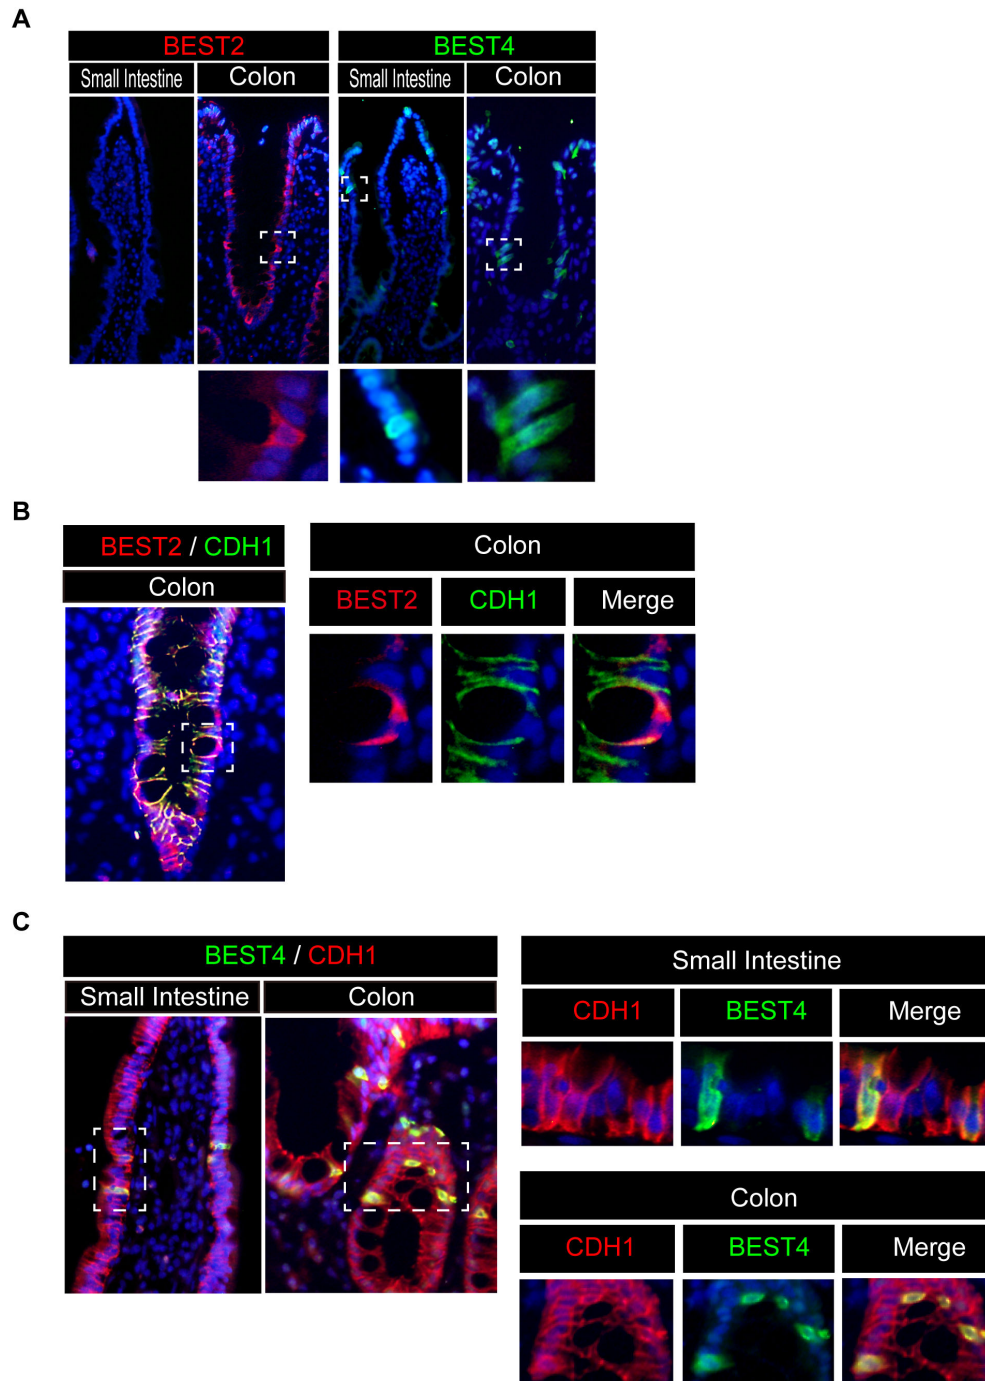 A
BEST2 BEST4
Small Intestine Colon Small Intestine Colon
B
BEST2 / CDH1 Colon
Colon BEST2 CDH1 Merge
C
BEST4 / CDH1 Small Intestine
Small Intestine Colon CDH1 BEST4 Merge
Colon
CDH1 BEST4 Merge